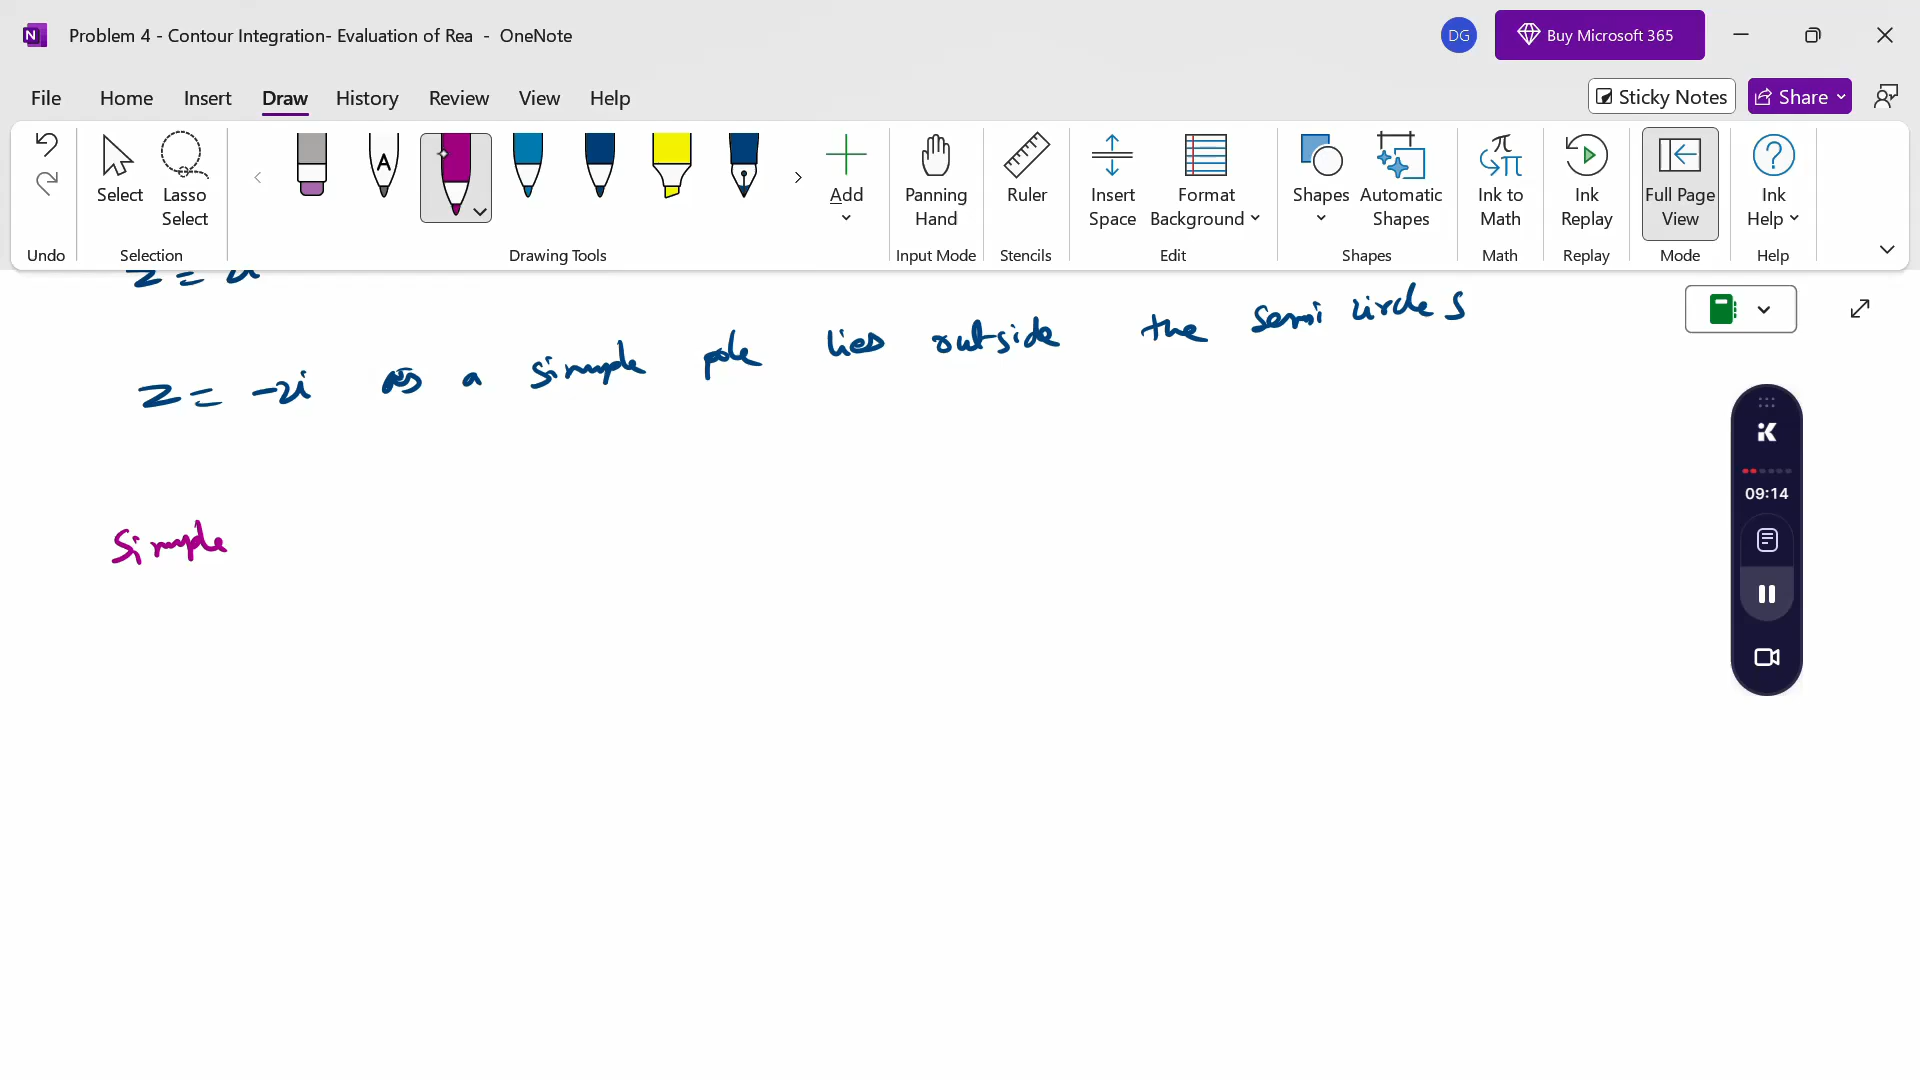 Problem 4 - Contour Integration- Evaluation of Rea - OneNote
DG
Buy Microsoft 365
File Home Insert Draw History Review View Help
Sticky Notes
Share
A
Select
Lasso Select
Add
Panning Hand
Ruler
Insert Space
Format Background
Shapes
Automatic Shapes
Ink to Math
Ink Replay
Full Page View
Ink Help
Undo Selection Drawing Tools Input Mode Stencils Edit Shapes Math Replay Mode Help
z = 2i
z = -2i as a simple pole lies outside the semi circle S
09:14
Simple